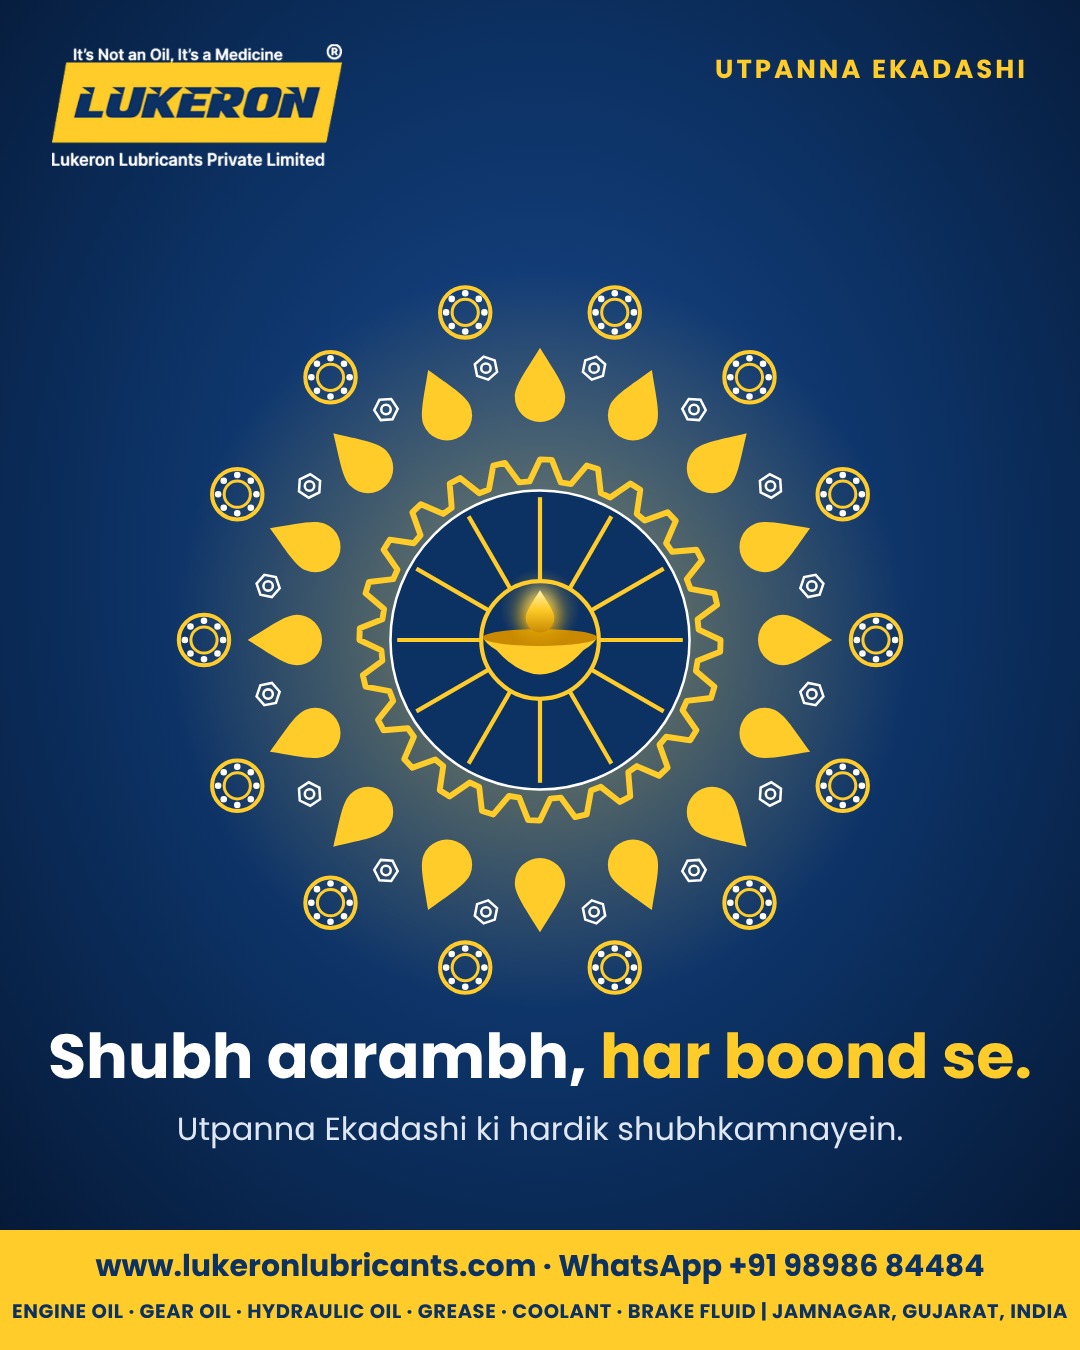 It's Not an Oil, It's a Medicine ®
LUKERON
Lukeron Lubricants Private Limited
UTPANNA EKADASHI
Shubh aarambh, har boond se.
Utpanna Ekadashi ki hardik shubhkamnayein.
www.lukeronlubricants.com · WhatsApp +91 98986 84484
ENGINE OIL · GEAR OIL · HYDRAULIC OIL · GREASE · COOLANT · BRAKE FLUID | JAMNAGAR, GUJARAT, INDIA